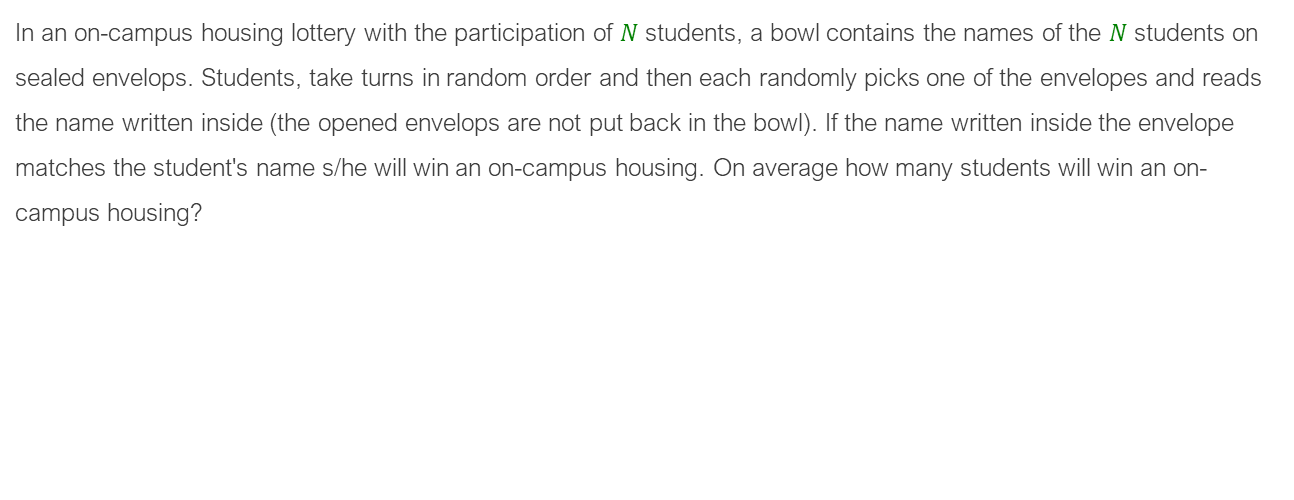 In an on-campus housing lottery with the participation of N students, a bowl contains the names of the N students on
sealed envelops. Students, take turns in random order and then each randomly picks one of the envelopes and reads
the name written inside (the opened envelops are not put back in the bowl). If the name written inside the envelope
matches the student's name s/he will win an on-campus housing. On average how many students will win an on-
campus housing?